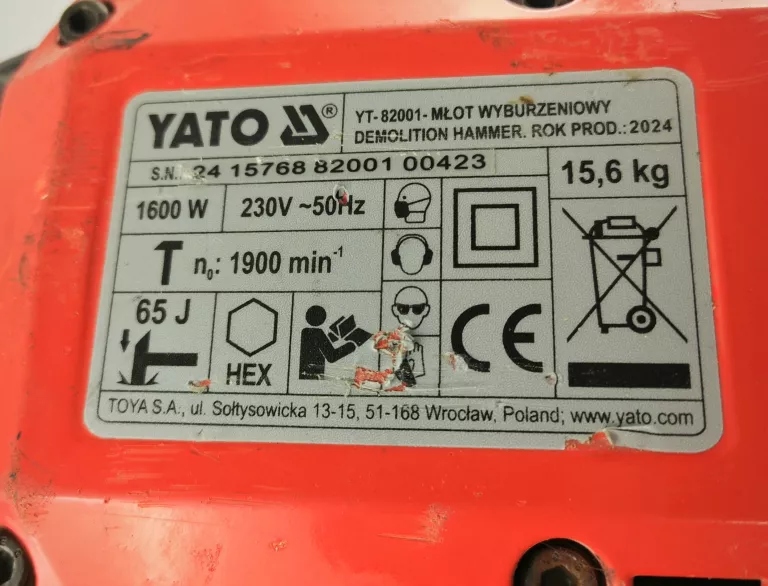 YATO ®
YT-82001- MŁOT WYBURZENIOWY
DEMOLITION HAMMER. ROK PROD.: 2024
S.N.: 24 15768 82001 00423
15,6 kg
1600 W
230V ~50Hz
n₀: 1900 min⁻¹
65 J
HEX
CE
TOYA S.A., ul. Sołtysowicka 13-15, 51-168 Wrocław, Poland; www.yato.com